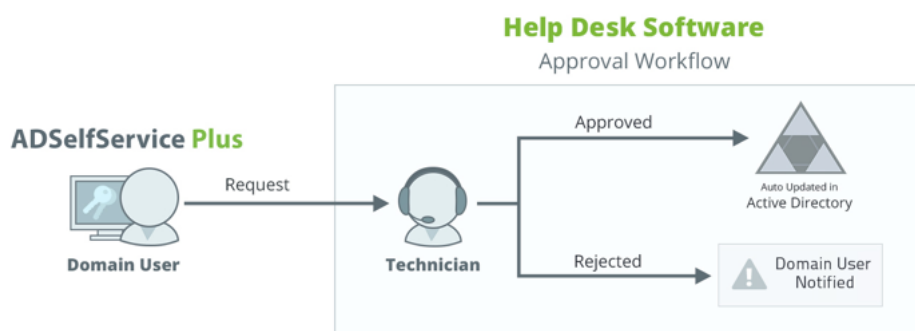 Help Desk Software
Approval Workflow
ADSelfService Plus
Request
Domain User
Technician
Approved
Auto Updated in
Active Directory
Rejected
Domain User
Notified